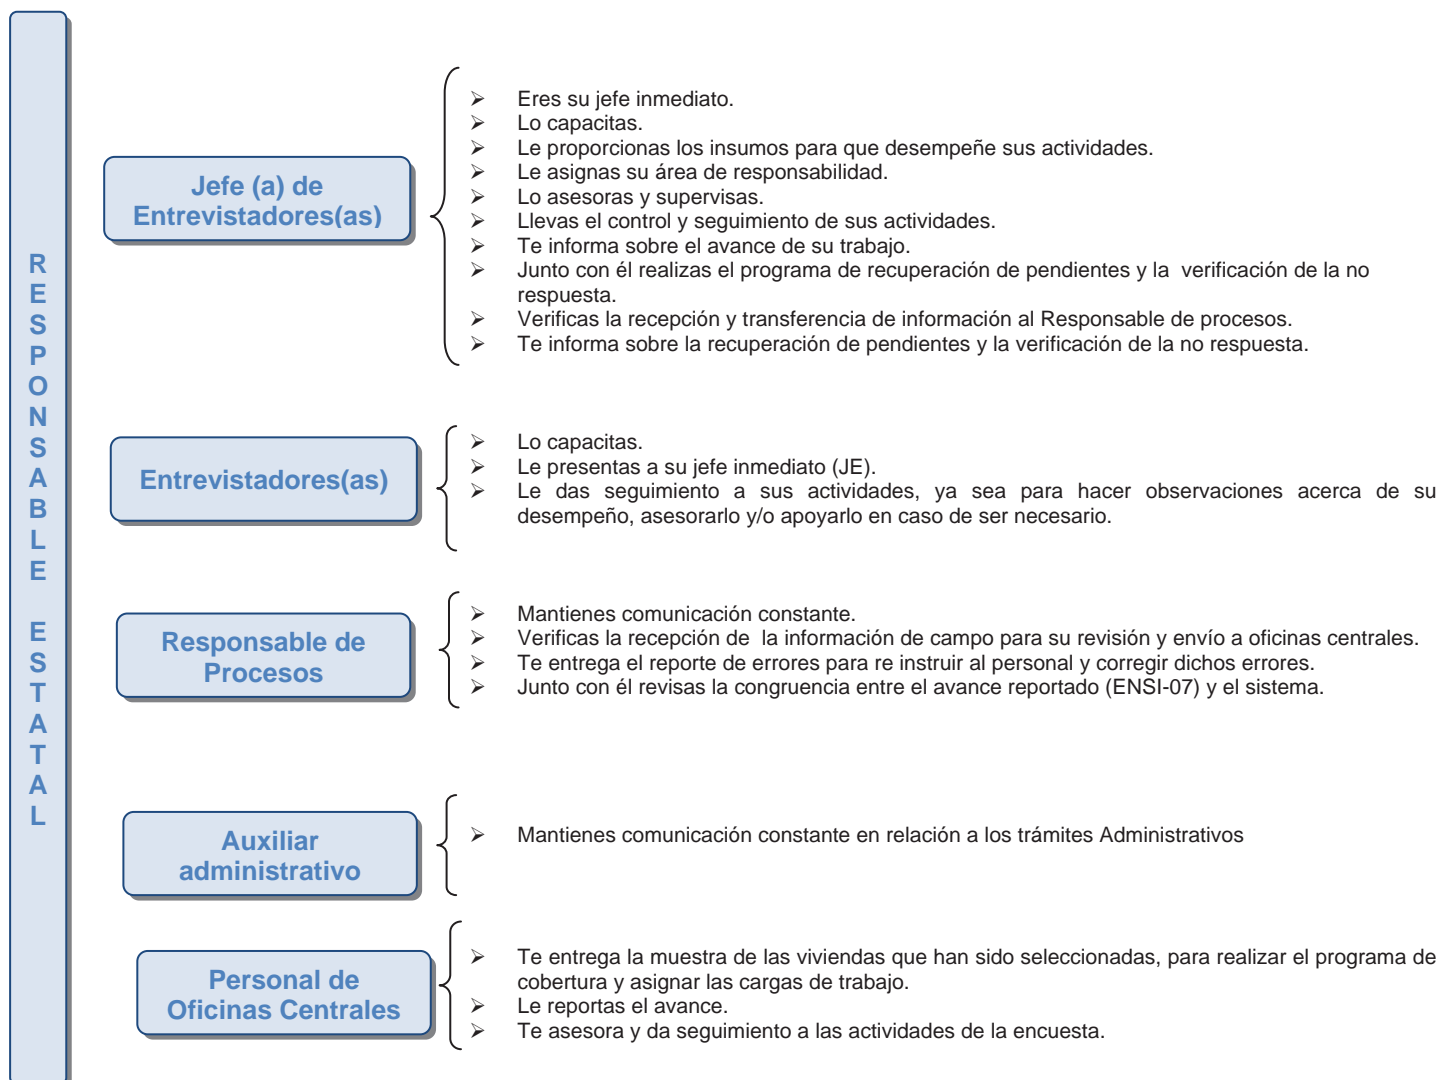 RESPONSABLE ESTATAL
Jefe (a) de
Entrevistadores(as)
➢ Eres su jefe inmediato.
➢ Lo capacitas.
➢ Le proporcionas los insumos para que desempeñe sus actividades.
➢ Le asignas su área de responsabilidad.
➢ Lo asesoras y supervisas.
➢ Llevas el control y seguimiento de sus actividades.
➢ Te informa sobre el avance de su trabajo.
➢ Junto con él realizas el programa de recuperación de pendientes y la verificación de la no
respuesta.
➢ Verificas la recepción y transferencia de información al Responsable de procesos.
➢ Te informa sobre la recuperación de pendientes y la verificación de la no respuesta.
Entrevistadores(as)
➢ Lo capacitas.
➢ Le presentas a su jefe inmediato (JE).
➢ Le das seguimiento a sus actividades, ya sea para hacer observaciones acerca de su
desempeño, asesorarlo y/o apoyarlo en caso de ser necesario.
Responsable de
Procesos
➢ Mantienes comunicación constante.
➢ Verificas la recepción de la información de campo para su revisión y envío a oficinas centrales.
➢ Te entrega el reporte de errores para re instruir al personal y corregir dichos errores.
➢ Junto con él revisas la congruencia entre el avance reportado (ENSI-07) y el sistema.
Auxiliar
administrativo
➢ Mantienes comunicación constante en relación a los trámites Administrativos
Personal de
Oficinas Centrales
➢ Te entrega la muestra de las viviendas que han sido seleccionadas, para realizar el programa de
cobertura y asignar las cargas de trabajo.
➢ Le reportas el avance.
➢ Te asesora y da seguimiento a las actividades de la encuesta.